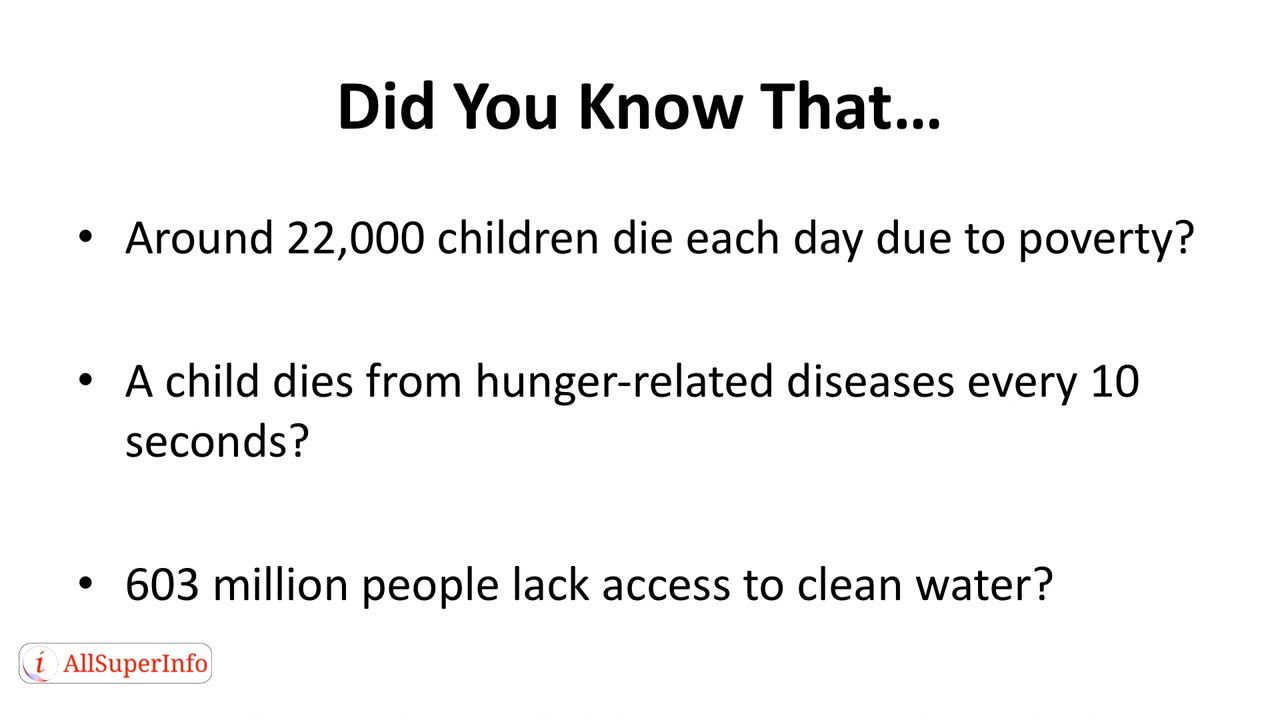 Did You Know That...
• Around 22,000 children die each day due to poverty?
• A child dies from hunger-related diseases every 10
seconds?
• 603 million people lack access to clean water?
i AllSuperInfo